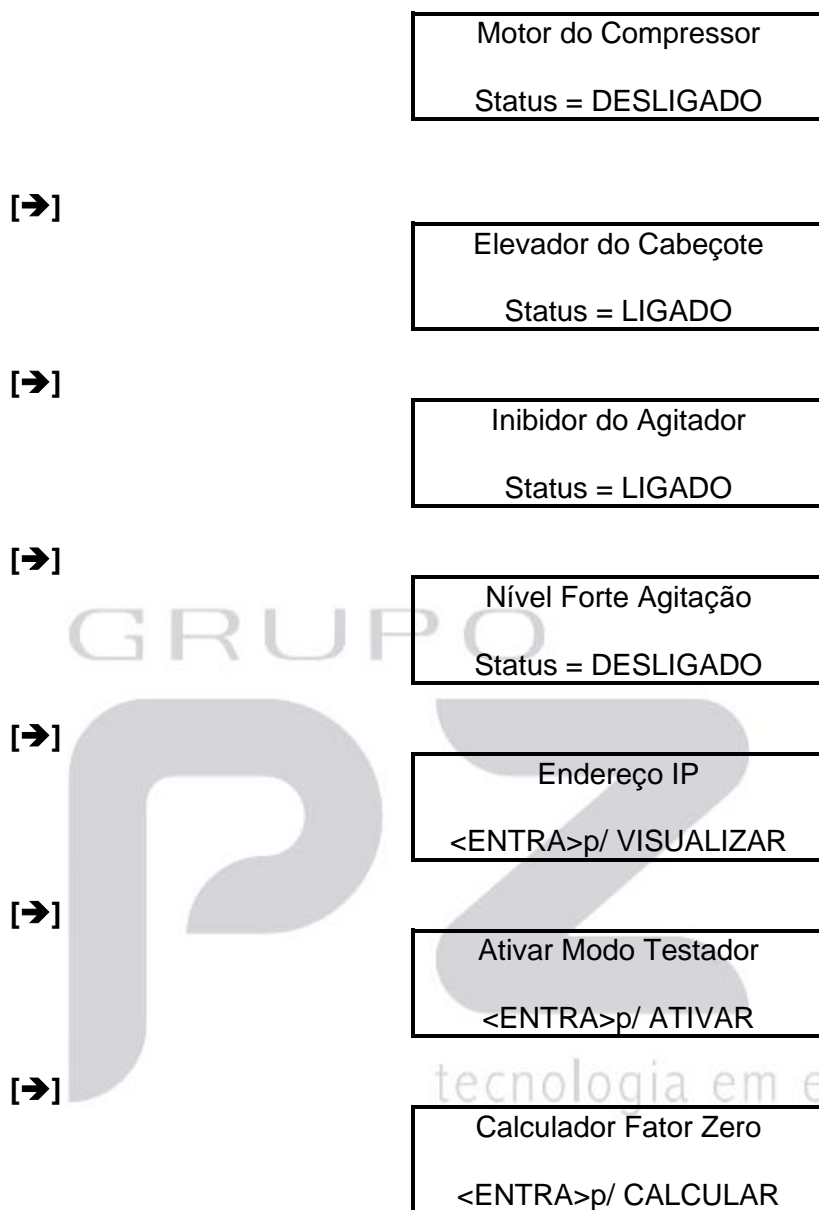 Motor do Compressor
Status = DESLIGADO
[➔]
Elevador do Cabeçote
Status = LIGADO
[➔]
Inibidor do Agitador
Status = LIGADO
[➔]
Nível Forte Agitação
GRUPO
Status = DESLIGADO
[➔]
PZ
Endereço IP
<ENTRA>p/ VISUALIZAR
[➔]
Ativar Modo Testador
<ENTRA>p/ ATIVAR
[➔]
tecnologia em e
Calculador Fator Zero
<ENTRA>p/ CALCULAR